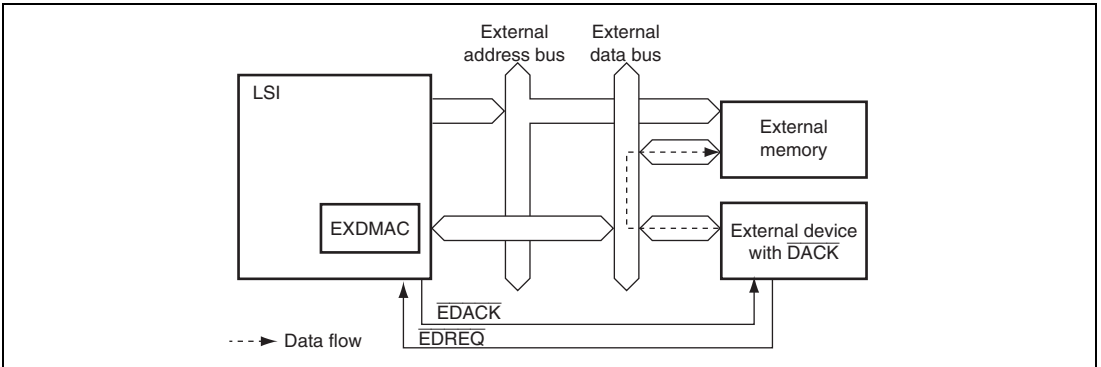 External
address bus
External
data bus
LSI
External
memory
EXDMAC
External device
with DACK
EDACK
EDREQ
Data flow